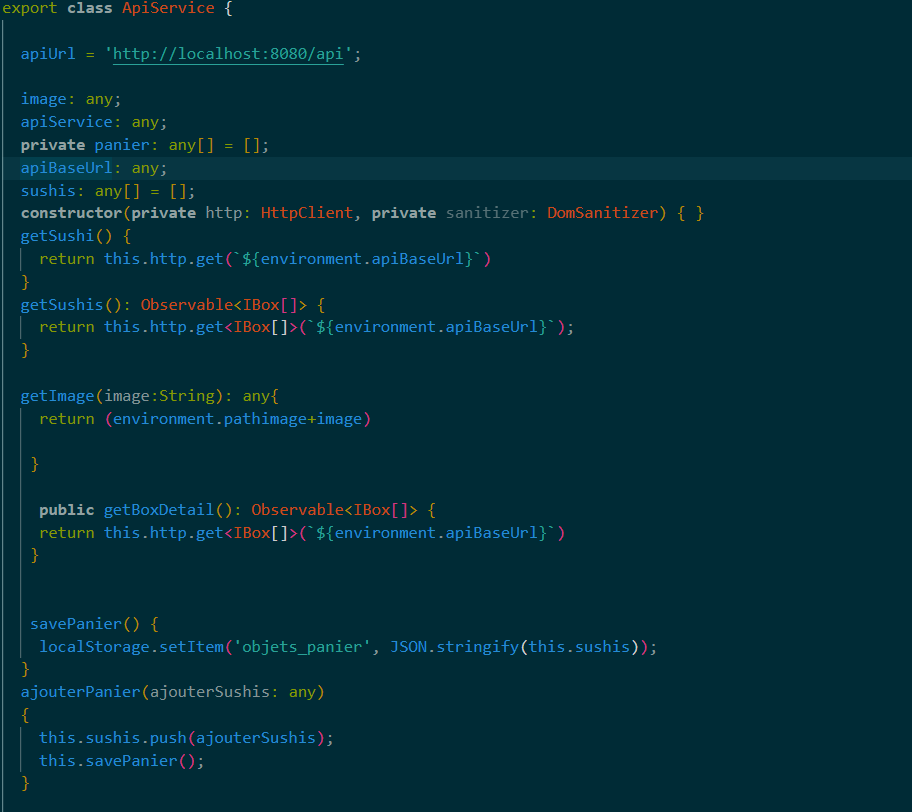 export class ApiService {
apiUrl = 'http://localhost:8080/api';
image: any;
apiService: any;
private panier: any[] = [];
apiBaseUrl: any;
sushis: any[] = [];
constructor(private http: HttpClient, private sanitizer: DomSanitizer) { }
getSushi() {
return this.http.get(`${environment.apiBaseUrl}`)
}
getSushis(): Observable<IBox[]> {
return this.http.get<IBox[]>(`${environment.apiBaseUrl}`);
}
getImage(image:String): any{
return (environment.pathimage+image)
}
public getBoxDetail(): Observable<IBox[]> {
return this.http.get<IBox[]>(`${environment.apiBaseUrl}`)
}
savePanier() {
localStorage.setItem('objets_panier', JSON.stringify(this.sushis));
}
ajouterPanier(ajouterSushis: any)
{
this.sushis.push(ajouterSushis);
this.savePanier();
}